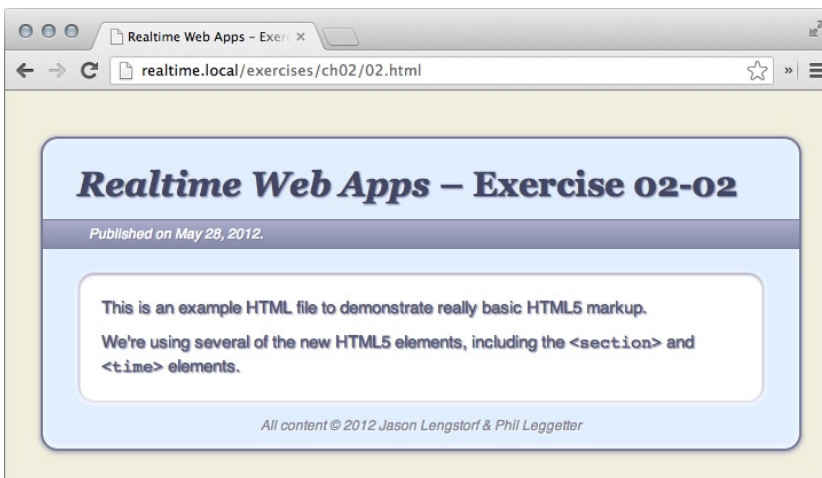 Realtime Web Apps – Exer
realtime.local/exercises/ch02/02.html
Realtime Web Apps – Exercise 02-02
Published on May 28, 2012.
This is an example HTML file to demonstrate really basic HTML5 markup.
We're using several of the new HTML5 elements, including the <section> and
<time> elements.
All content © 2012 Jason Lengstorf & Phil Leggetter